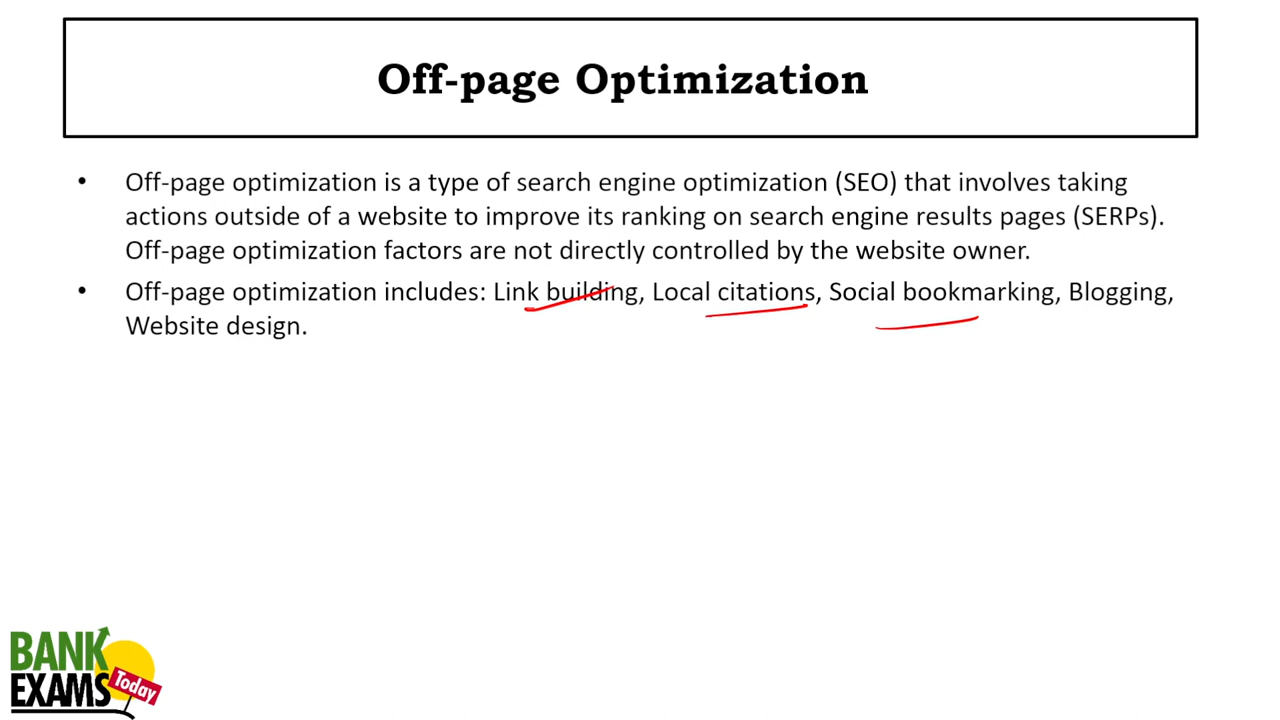 Off-page Optimization
• Off-page optimization is a type of search engine optimization (SEO) that involves taking
actions outside of a website to improve its ranking on search engine results pages (SERPs).
Off-page optimization factors are not directly controlled by the website owner.
• Off-page optimization includes: Link building, Local citations, Social bookmarking, Blogging,
Website design.
BANK
EXAMS
Today